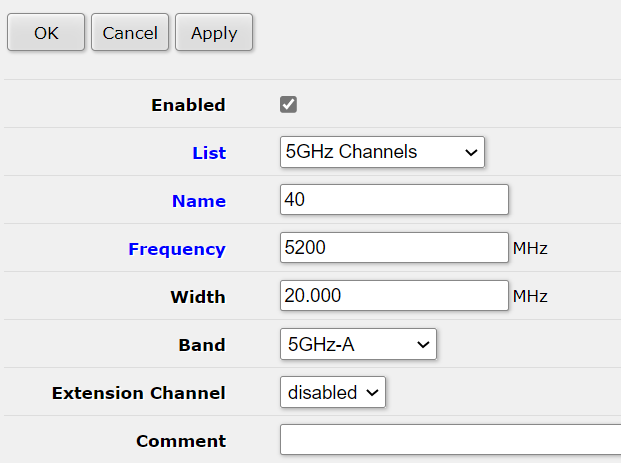 OK Cancel Apply
Enabled
List 5GHz Channels
Name 40
Frequency 5200 MHz
Width 20.000 MHz
Band 5GHz-A
Extension Channel disabled
Comment